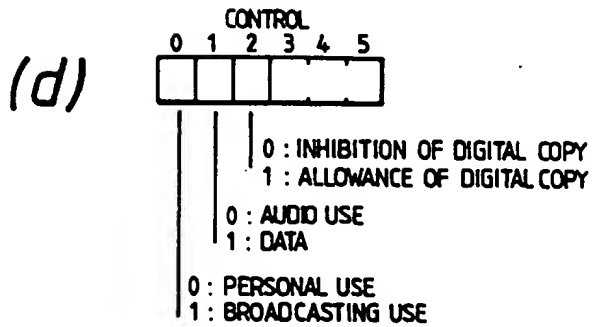 CONTROL
0 1 2 3 4 5
(d)
0 : INHIBITION OF DIGITAL COPY
1 : ALLOWANCE OF DIGITAL COPY
0 : AUDIO USE
1 : DATA
0 : PERSONAL USE
1 : BROADCASTING USE